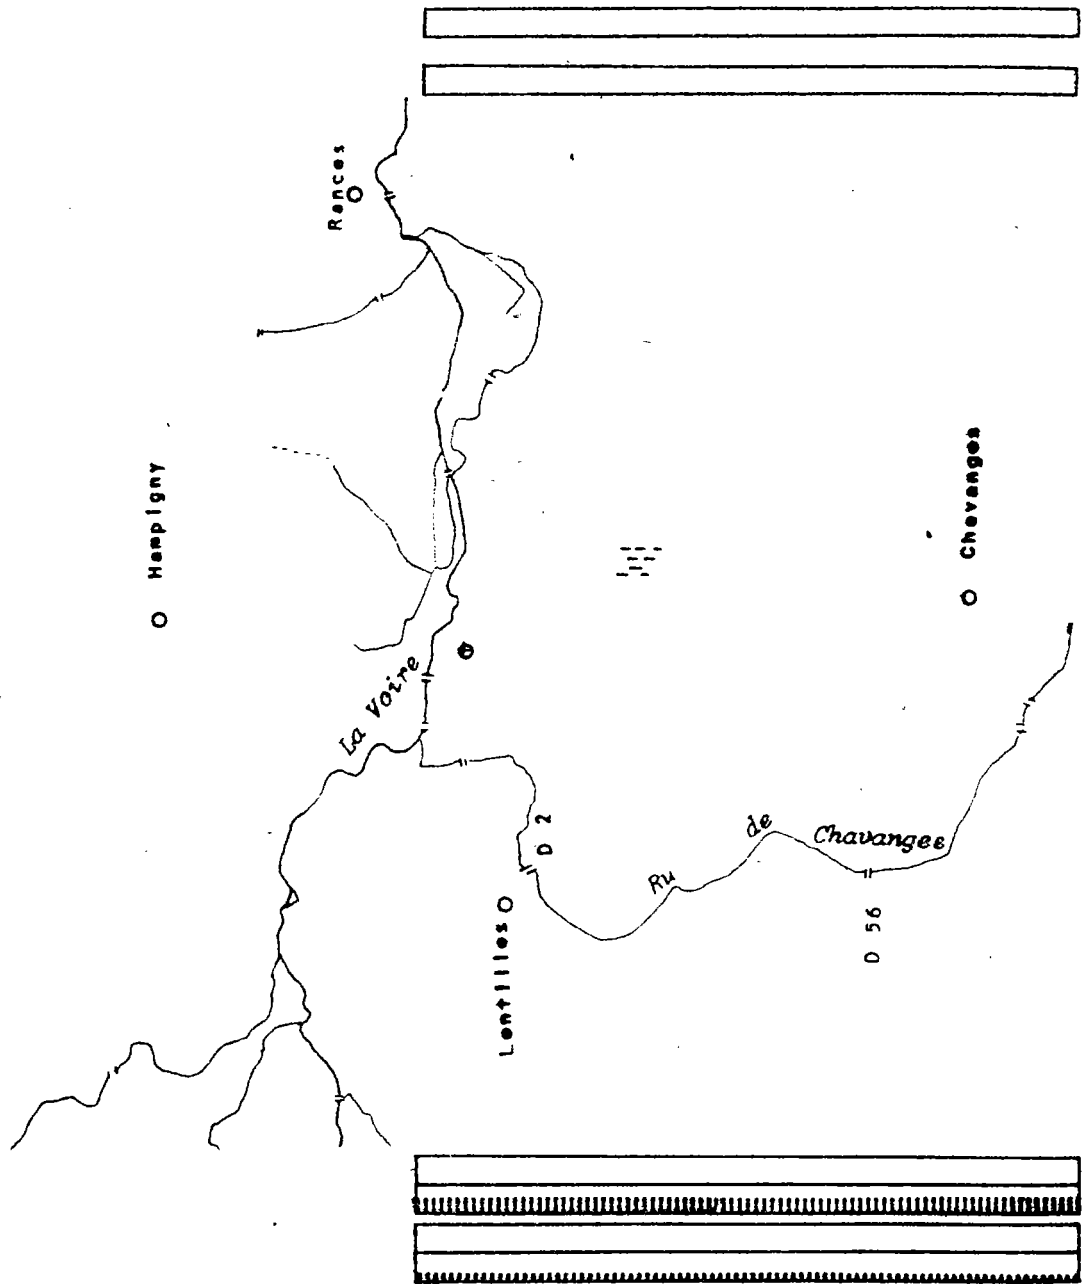 Rances
Hampigny
La Voire
Chavanges
D 2
de
Chavanges
Ru
Lentilles
D 56